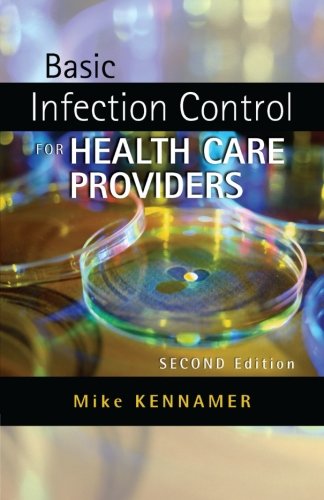 Basic
Infection Control
FOR HEALTH CARE
PROVIDERS
SECOND Edition
Mike KENNAMER